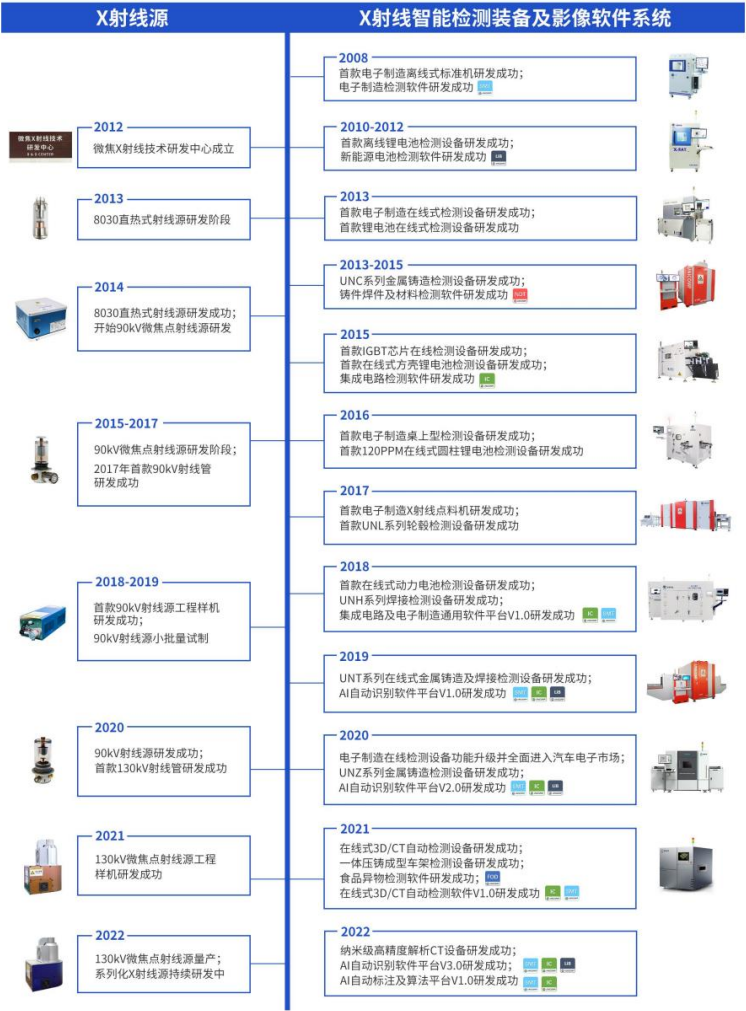 X射线源
X射线智能检测装备及影像软件系统
2008
首款电子制造离线式标准机研发成功；
电子制造检测软件研发成功
2012
微焦X射线技术
研发中心
微焦X射线技术研发中心成立
2010-2012
首款离线锂电池检测设备研发成功；
新能源电池检测软件研发成功 LIB
2013
8030直热式射线源研发阶段
2013
首款电子制造在线式检测设备研发成功；
首款锂电池在线式检测设备研发成功
2013-2015
UNC系列金属铸造检测设备研发成功；
铸件焊件及材料检测软件研发成功 NDT
2014
8030直热式射线源研发成功；
开始90kV微焦点射线源研发
2015
首款IGBT芯片在线检测设备研发成功；
首款在线式方壳锂电池检测设备研发成功；
集成电路检测软件研发成功 IC
2015-2017
90kV微焦点射线源研发阶段；
2017年首款90kV射线管
研发成功
2016
首款电子制造桌上型检测设备研发成功；
首款120PPM在线式圆柱锂电池检测设备研发成功
2017
首款电子制造X射线点料机研发成功；
首款UNL系列轮毂检测设备研发成功
2018
首款在线式动力电池检测设备研发成功；
UNH系列焊接检测设备研发成功；
集成电路及电子制造通用软件平台V1.0研发成功 IC SMT
2018-2019
首款90kV射线源工程样机
研发成功；
90kV射线源小批量试制
2019
UNT系列在线式金属铸造及焊接检测设备研发成功；
AI自动识别软件平台V1.0研发成功 SMT IC LIB
2020
90kV射线源研发成功；
首款130kV射线管研发成功
2020
电子制造在线检测设备功能升级并全面进入汽车电子市场；
UNZ系列金属铸造检测设备研发成功；
AI自动识别软件平台V2.0研发成功 SMT IC LIB
2021
130kV微焦点射线源工程
样机研发成功
2021
在线式3D/CT自动检测设备研发成功；
一体压铸成型车架检测设备研发成功；
食品异物检测软件研发成功； FOD
在线式3D/CT自动检测软件V1.0研发成功 IC SMT
2022
130kV微焦点射线源量产；
系列化X射线源持续研发中
2022
纳米级高精度解析CT设备研发成功；
AI自动识别软件平台V3.0研发成功； SMT IC LIB
AI自动标注及算法平台V1.0研发成功 SMT IC